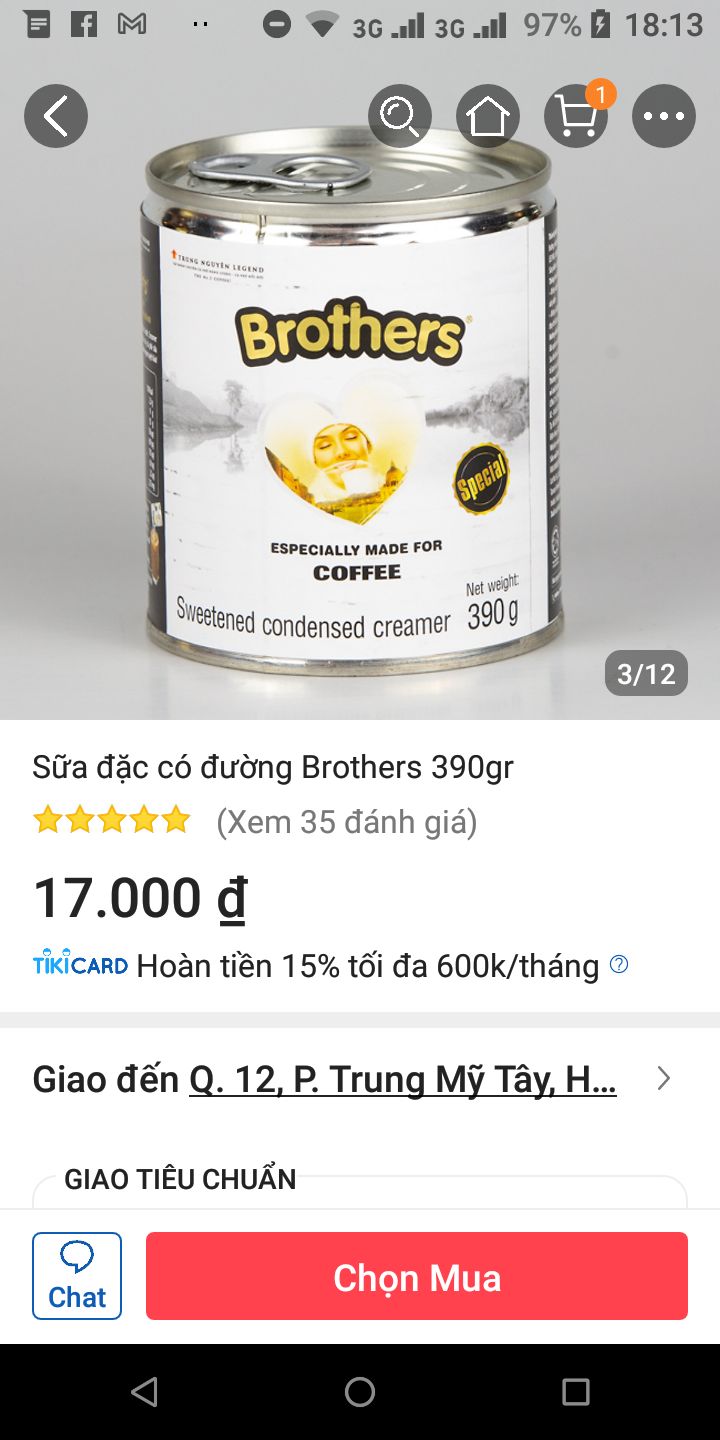 3G 3G 97% 18:13
1
TRUNG NGUYÊN LEGEND
Brothers
Special
ESPECIALLY MADE FOR
COFFEE
Net weight:
Sweetened condensed creamer 390 g
3/12
Sữa đặc có đường Brothers 390gr
(Xem 35 đánh giá)
17.000 ₫
TIKICARD Hoàn tiền 15% tối đa 600k/tháng ?
Giao đến Q. 12, P. Trung Mỹ Tây, H...
GIAO TIÊU CHUẨN
Chat
Chọn Mua